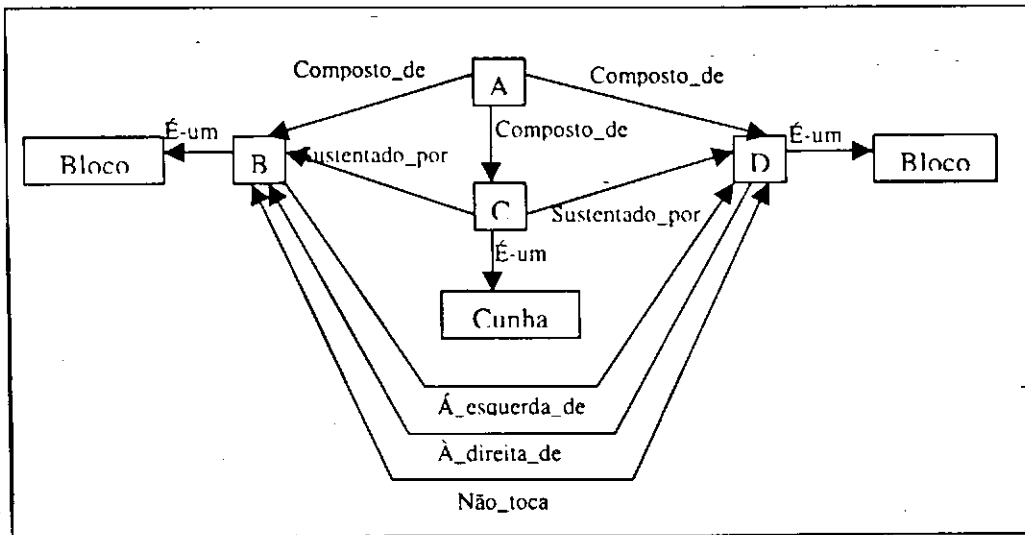 Composto_de
A
Composto_de
Composto_de
É-um
É-um
Bloco
B
Sustentado_por
D
Bloco
C
Sustentado_por
É-um
Cunha
Á_esquerda_de
À_direita_de
Não_toca